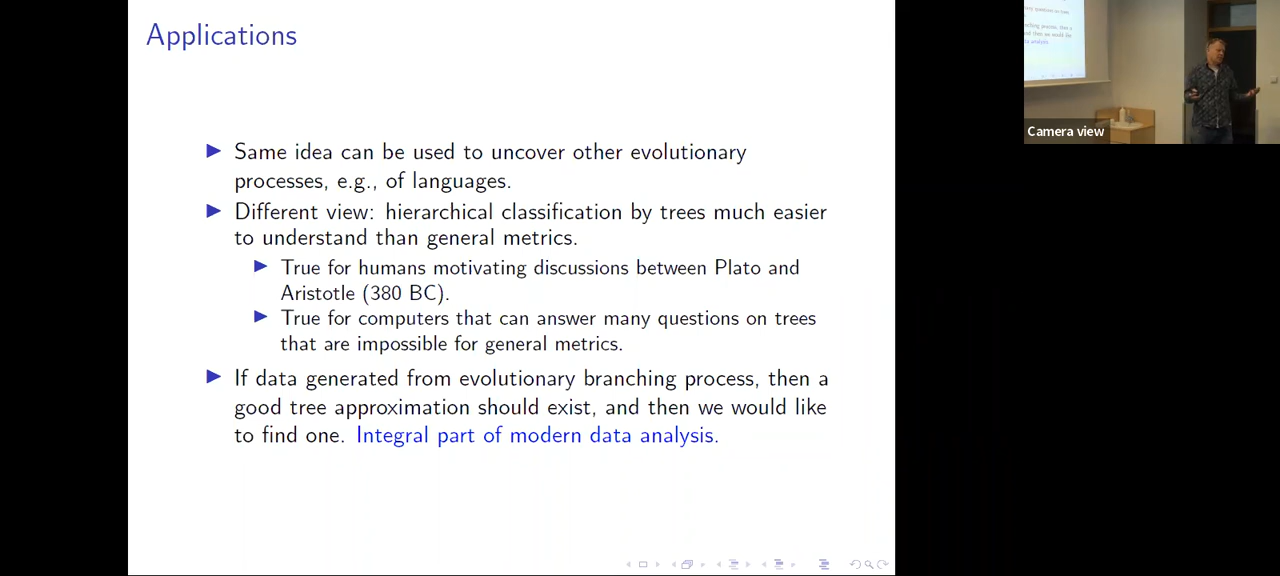 Applications
Same idea can be used to uncover other evolutionary
processes, e.g., of languages.
Different view: hierarchical classification by trees much easier
to understand than general metrics.
True for humans motivating discussions between Plato and
Aristotle (380 BC).
True for computers that can answer many questions on trees
that are impossible for general metrics.
If data generated from evolutionary branching process, then a
good tree approximation should exist, and then we would like
to find one. Integral part of modern data analysis.
Camera view